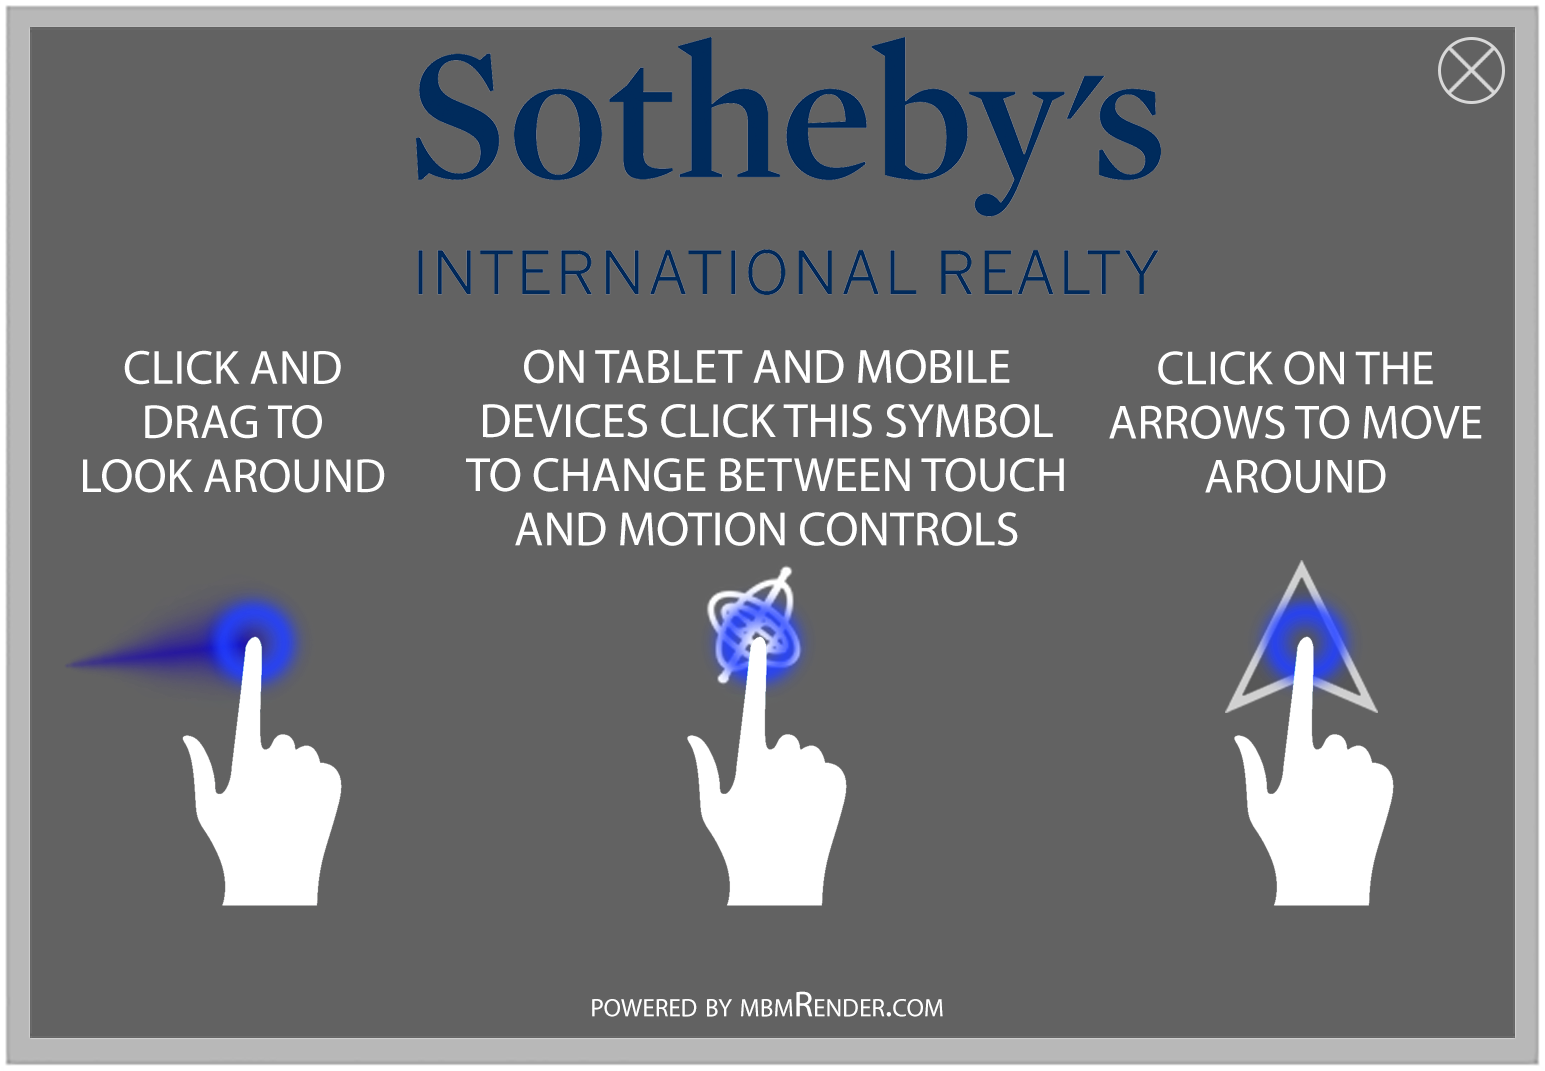 Sotheby's
INTERNATIONAL REALTY
CLICK AND
DRAG TO
LOOK AROUND
ON TABLET AND MOBILE
DEVICES CLICK THIS SYMBOL
TO CHANGE BETWEEN TOUCH
AND MOTION CONTROLS
CLICK ON THE
ARROWS TO MOVE
AROUND
POWERED BY MBMRENDER.COM